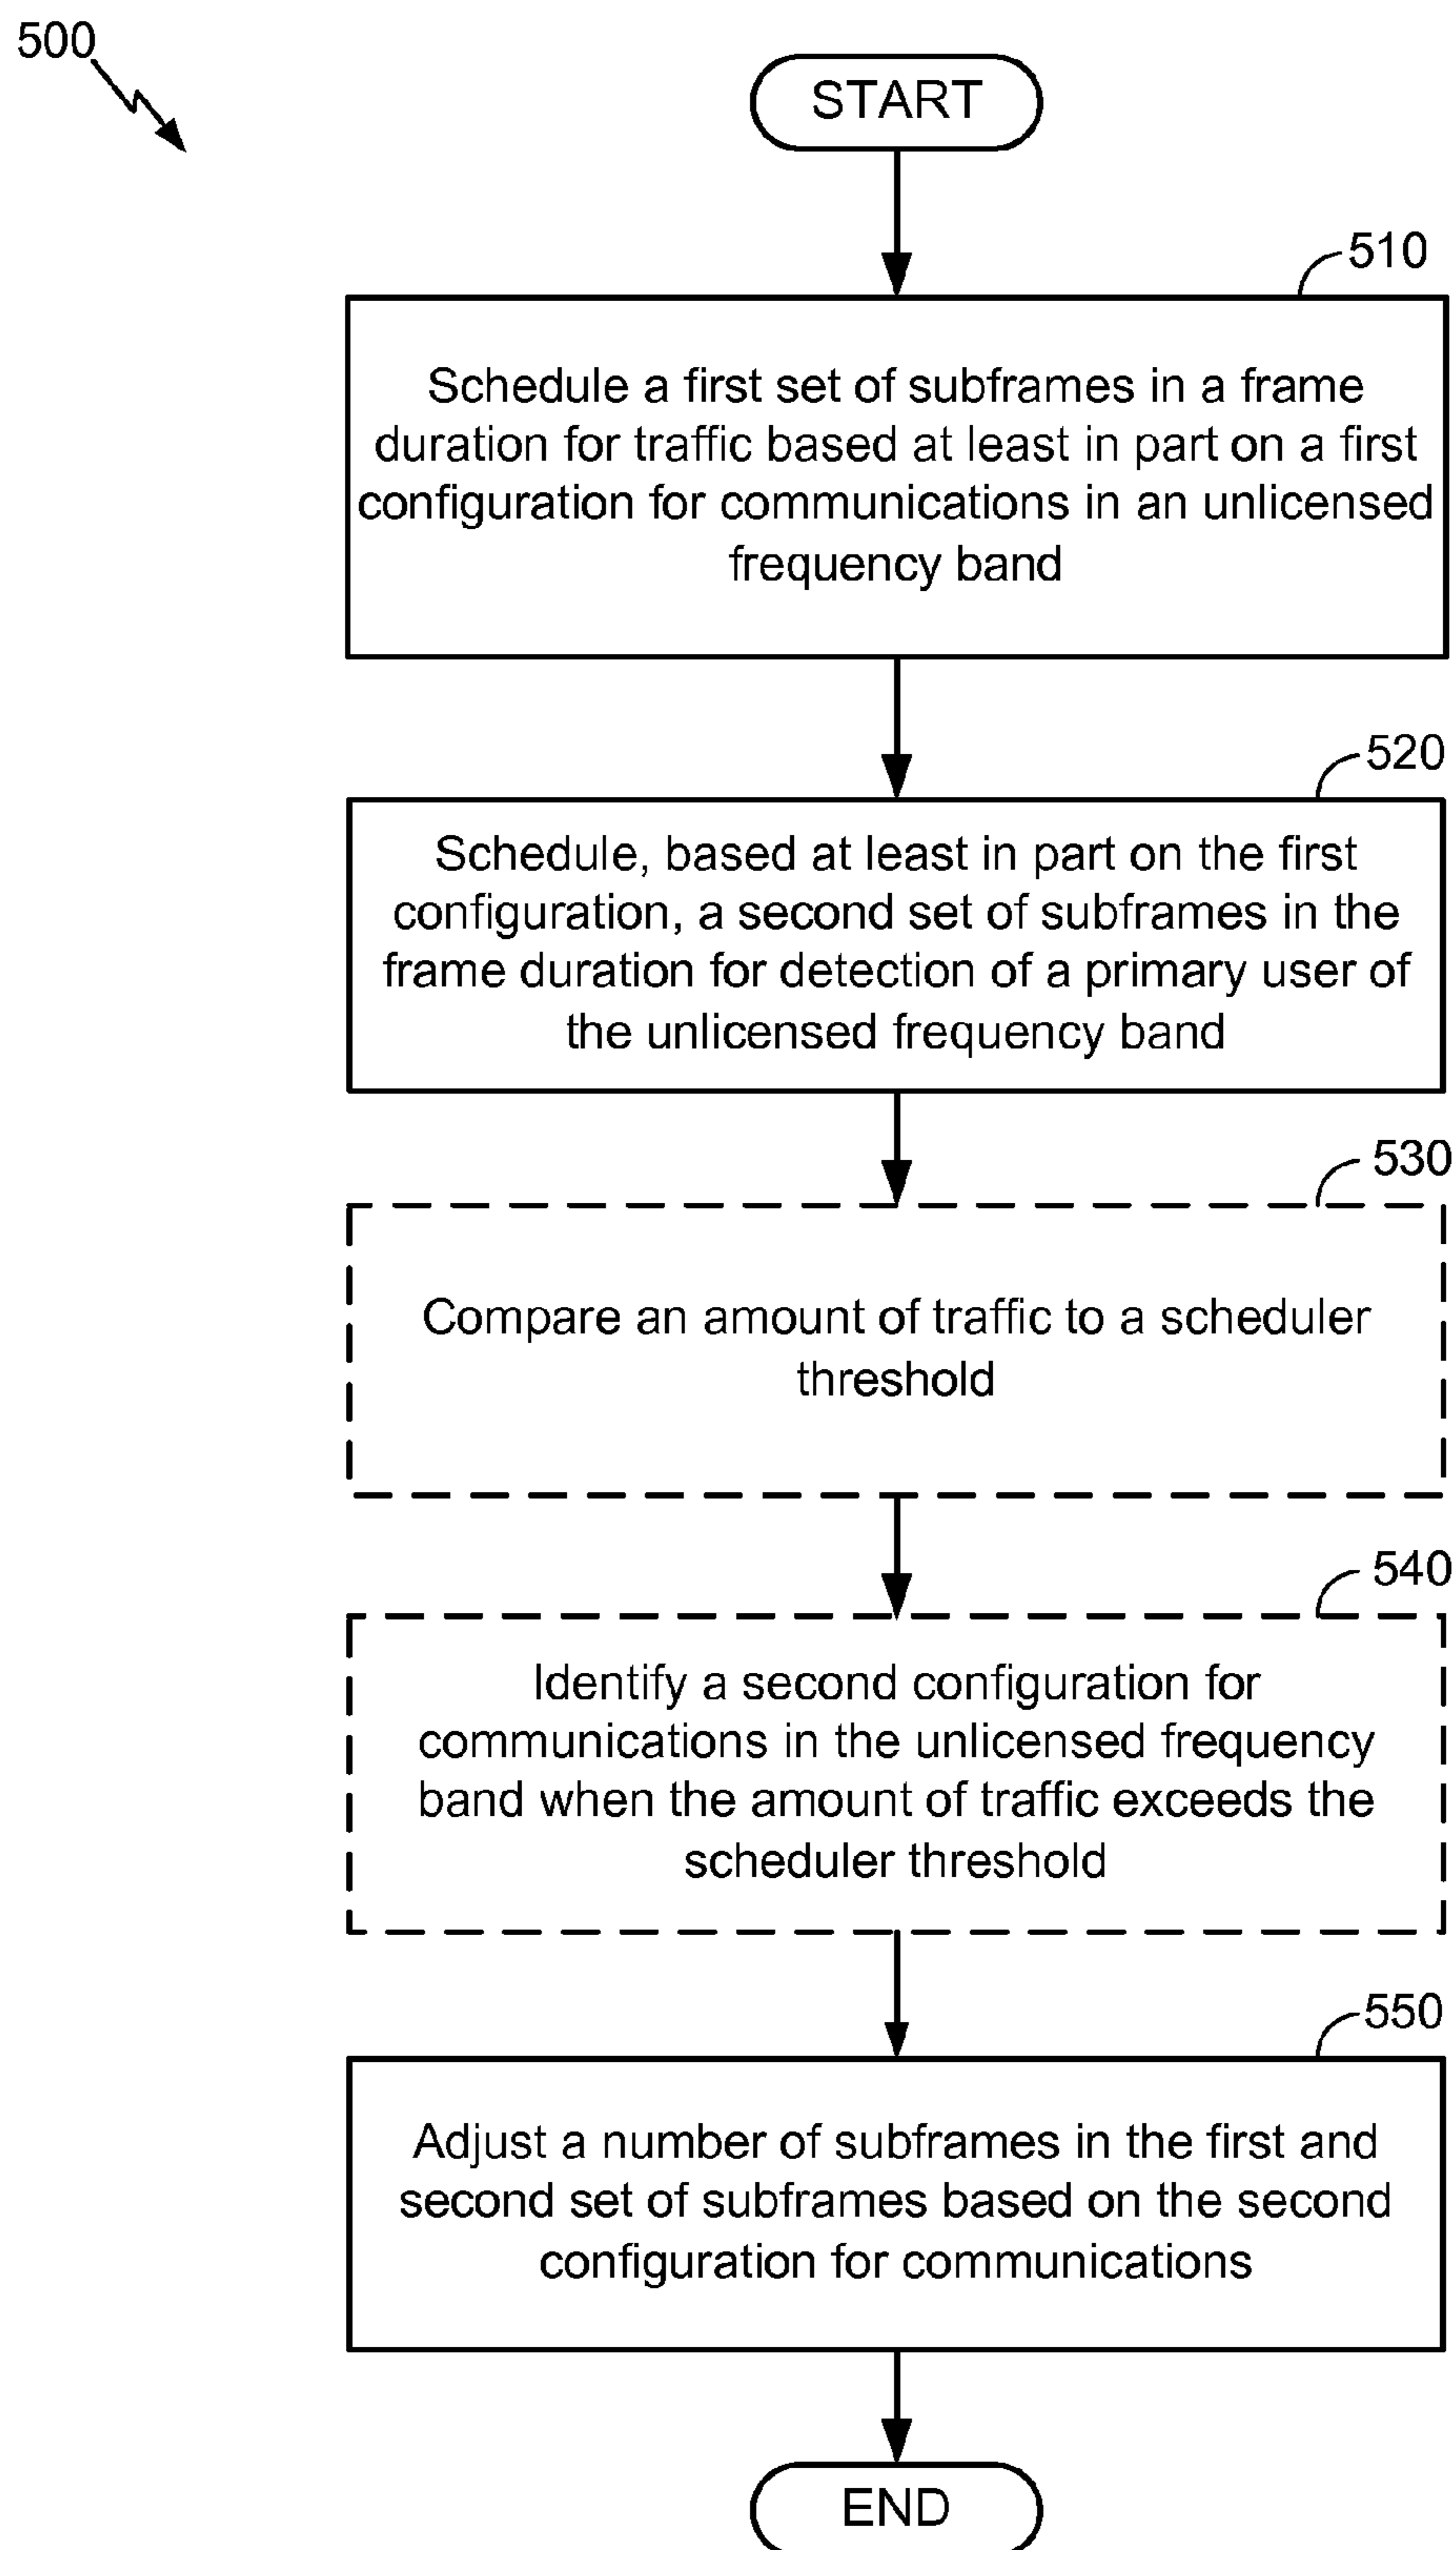 500
START
510
Schedule a first set of subframes in a frame
duration for traffic based at least in part on a first
configuration for communications in an unlicensed
frequency band
520
Schedule, based at least in part on the first
configuration, a second set of subframes in the
frame duration for detection of a primary user of
the unlicensed frequency band
530
Compare an amount of traffic to a scheduler
threshold
540
Identify a second configuration for
communications in the unlicensed frequency
band when the amount of traffic exceeds the
scheduler threshold
550
Adjust a number of subframes in the first and
second set of subframes based on the second
configuration for communications
END